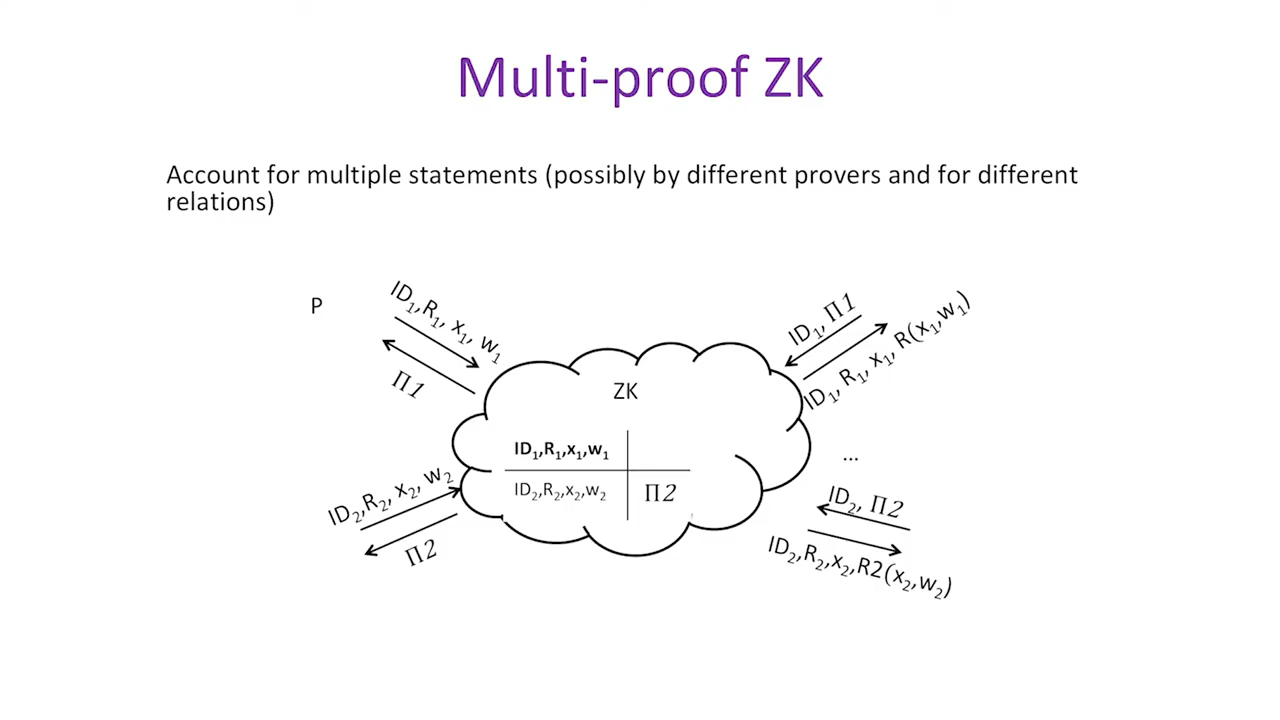 Multi-proof ZK
Account for multiple statements (possibly by different provers and for different
relations)
P
ID₁,R₁, x₁, w₁
Π1
ID₁, Π1
ID₁, R₁, x₁, R(x₁,w₁)
ZK
ID₁,R₁,x₁,w₁
ID₂,R₂,x₂,w₂
Π2
...
ID₂,R₂, x₂, w₂
Π2
ID₂, Π2
ID₂,R₂,x₂,R2(x₂,w₂)